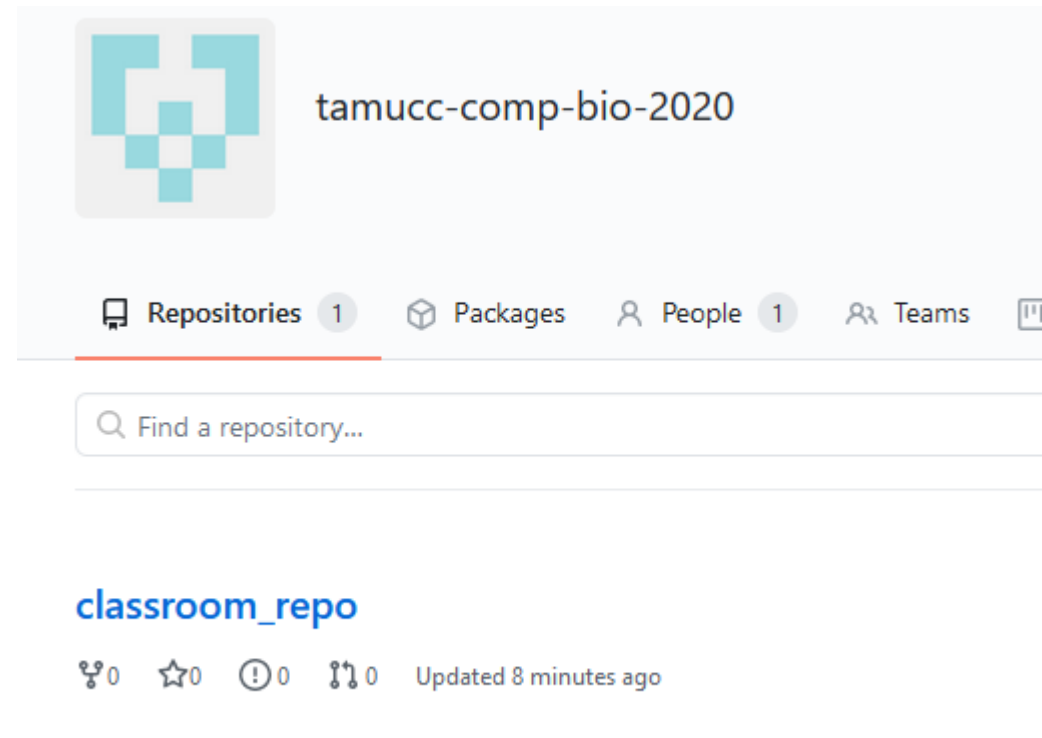 tamucc-comp-bio-2020
Repositories 1 Packages People 1 Teams
Find a repository...
classroom_repo
0 0 0 0 Updated 8 minutes ago